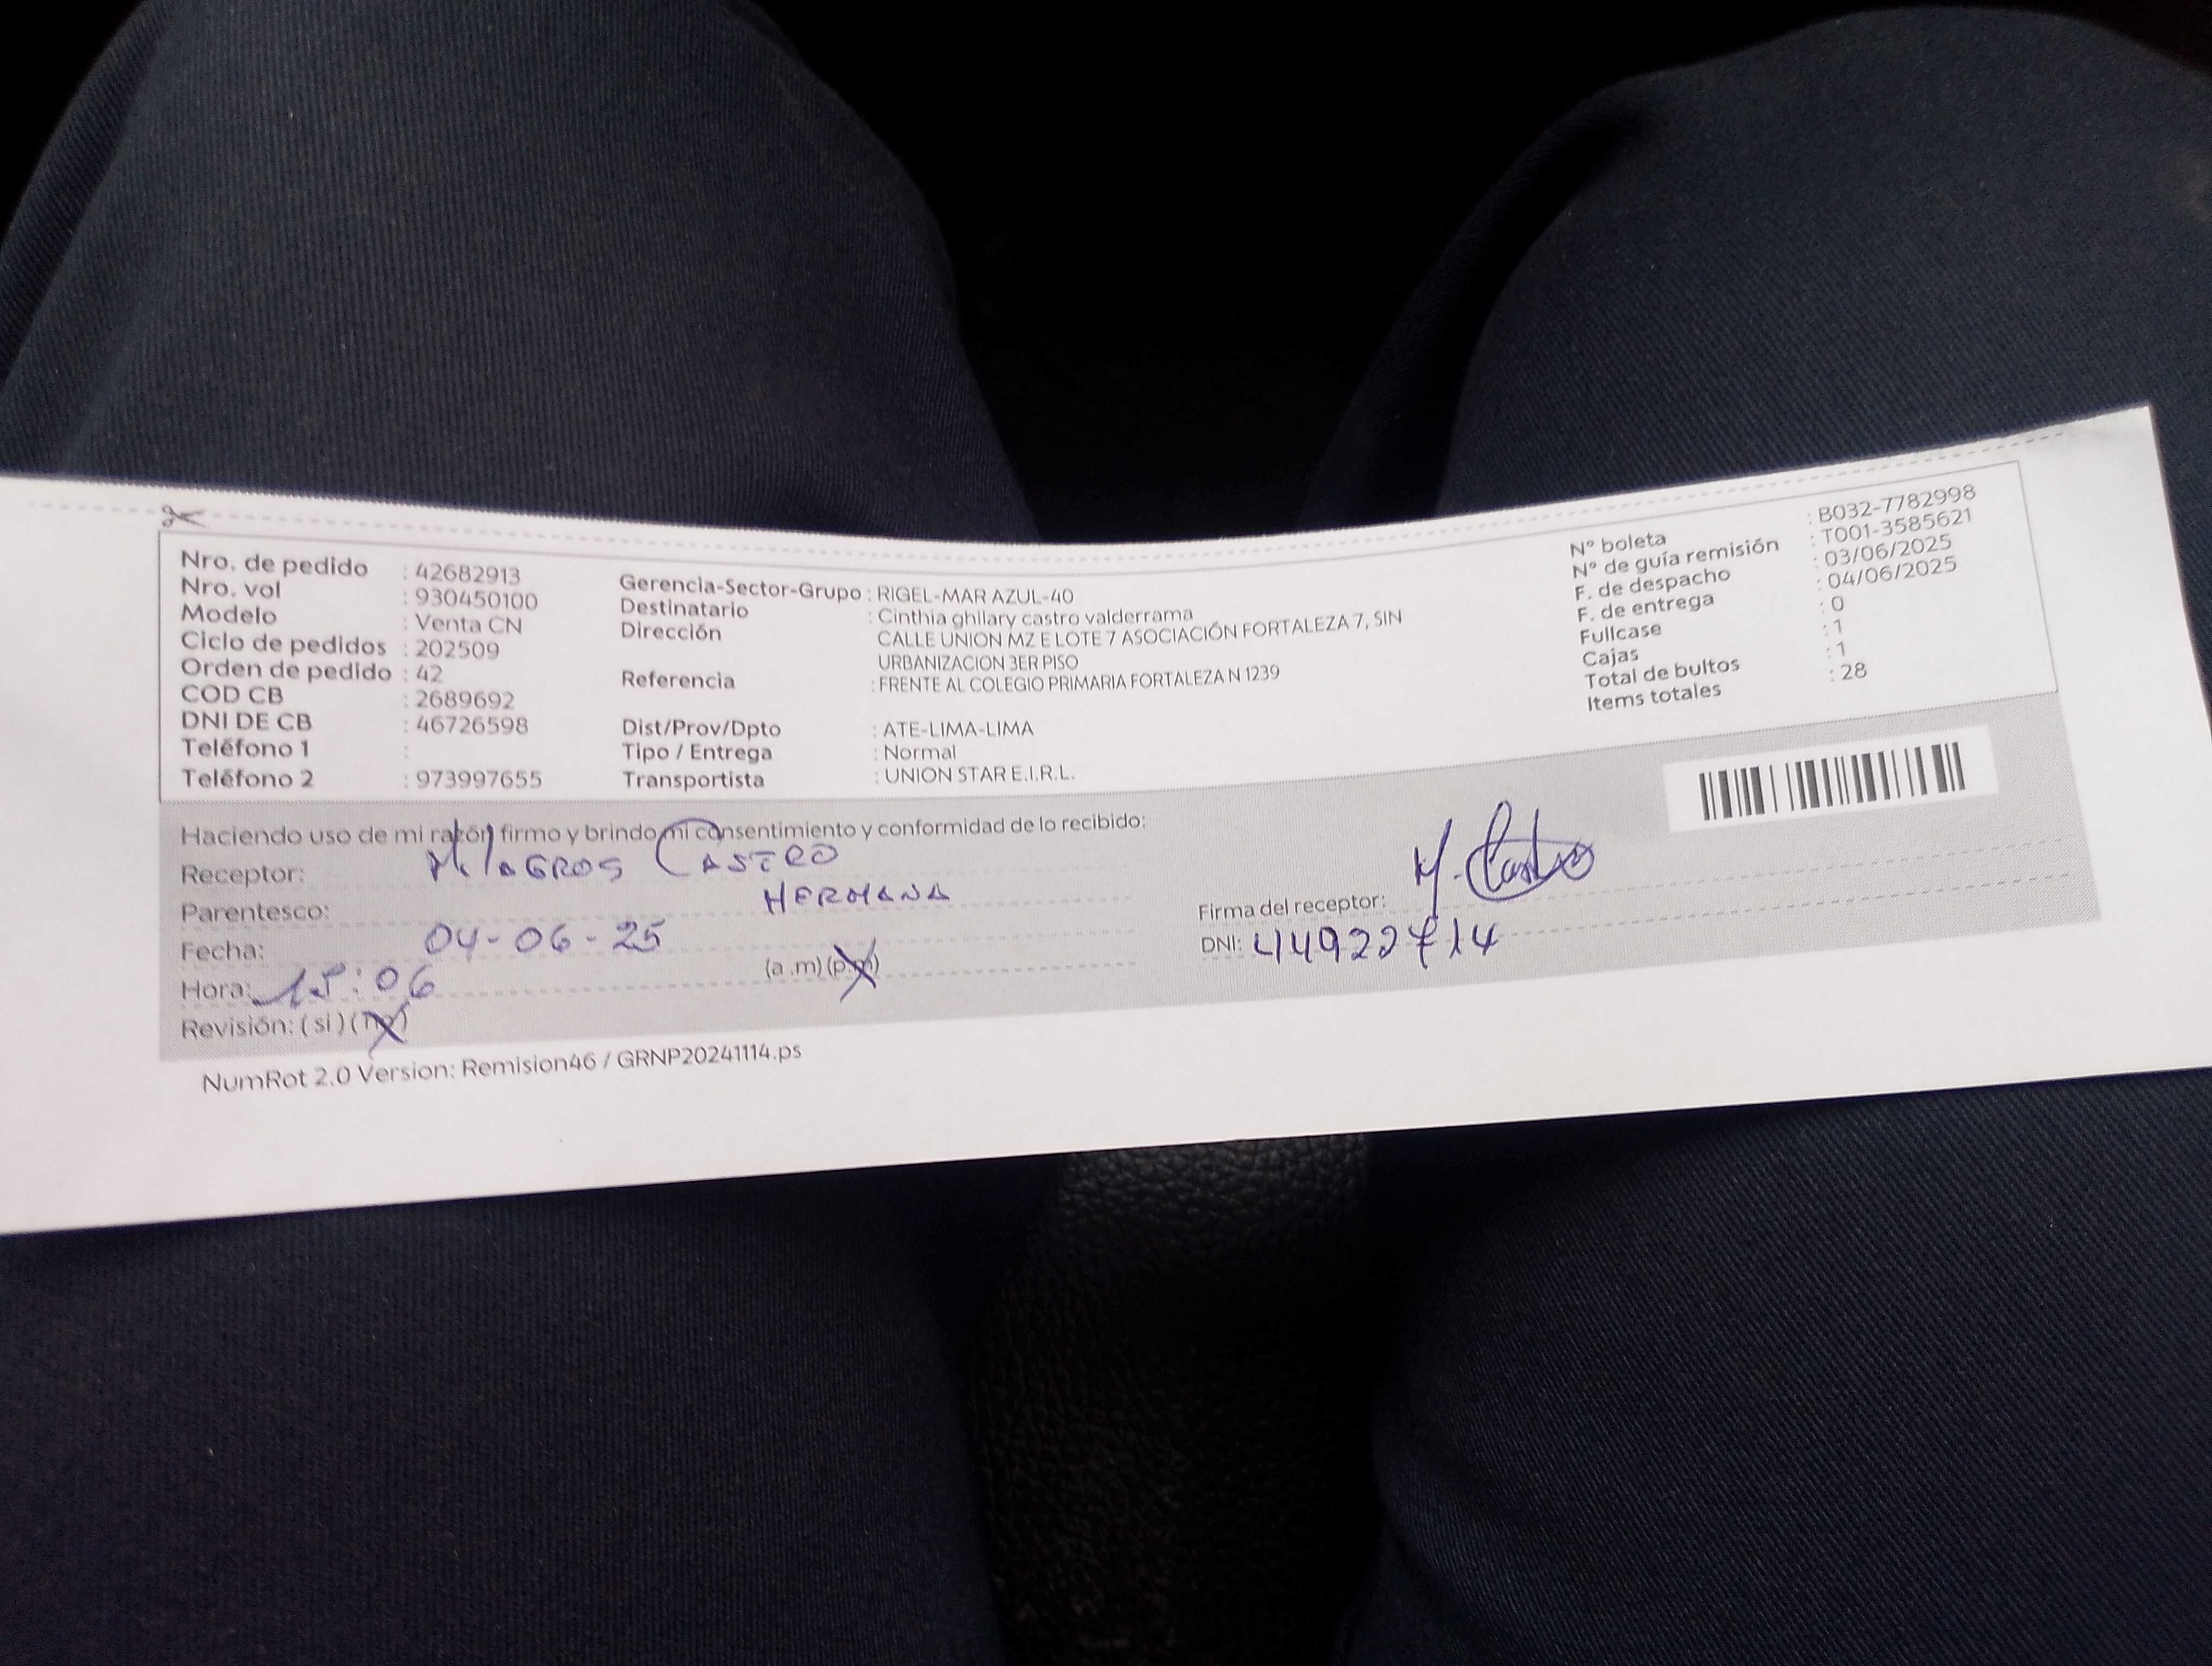 Nro. de pedido : 42682913
Nro. vol : 930450100
Modelo : Venta CN
Ciclo de pedidos : 202509
Orden de pedido : 42
COD CB : 2689692
DNI DE CB : 46726598
Teléfono 1 :
Teléfono 2 : 973997655
Gerencia-Sector-Grupo : RIGEL-MAR AZUL-40
Destinatario : Cinthia ghilary castro valderrama
Dirección CALLE UNION MZ E LOTE 7 ASOCIACIÓN FORTALEZA 7, SIN
URBANIZACION 3ER PISO
Referencia : FRENTE AL COLEGIO PRIMARIA FORTALEZA N 1239
Dist/Prov/Dpto : ATE-LIMA-LIMA
Tipo / Entrega : Normal
Transportista : UNION STAR E.I.R.L.
N° boleta : B032-7782998
N° de guía remisión : T001-3585621
F. de despacho : 03/06/2025
F. de entrega : 04/06/2025
Fullcase : 0
Cajas : 1
Total de bultos : 1
Items totales : 28
Haciendo uso de mi razón firmo y brindo mi consentimiento y conformidad de lo recibido:
Receptor: MilAGROS CASTRO
Parentesco: HERMANA
Fecha: 04-06-25
Hora: 15:06 (a .m) (p.m)
Revisión: ( si ) ( no )
Firma del receptor: M. Castro
DNI: 44922714
NumRot 2.0 Version: Remision46 / GRNP20241114.ps